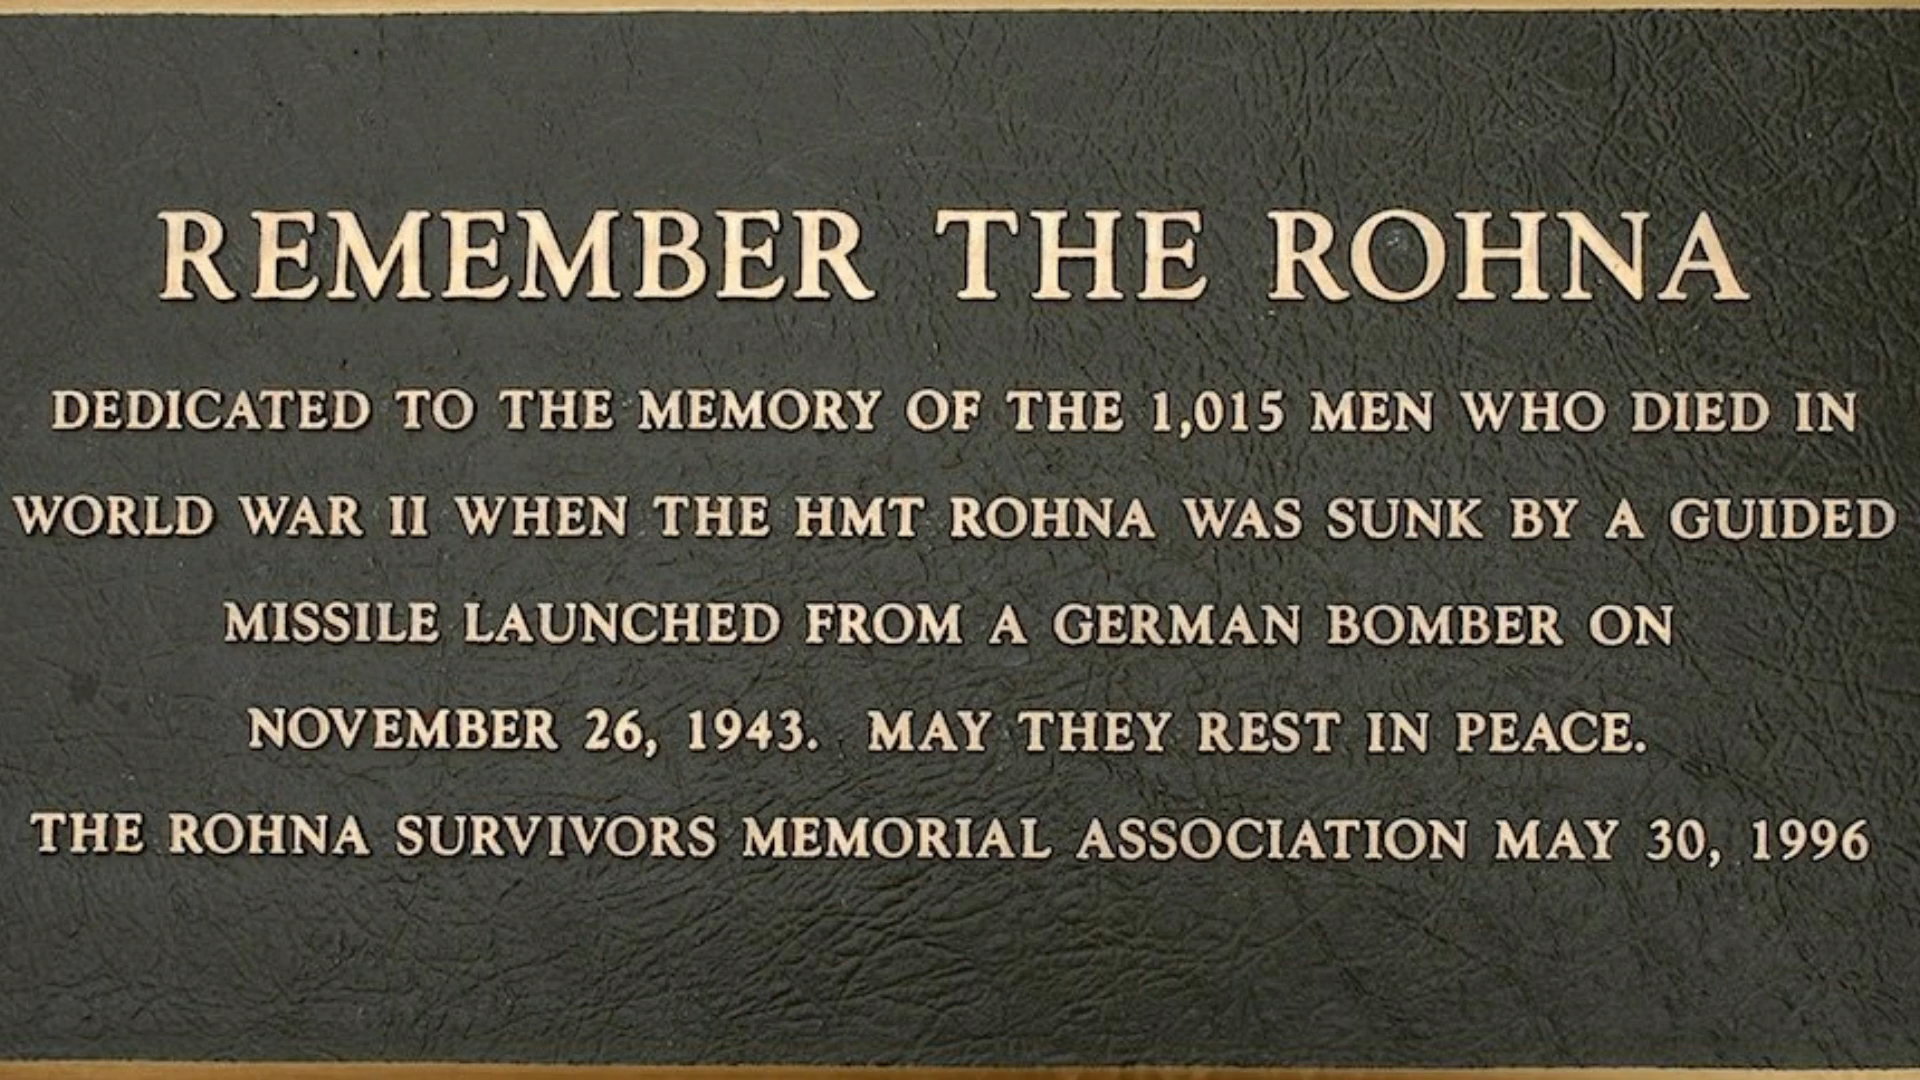 REMEMBER THE ROHNA
DEDICATED TO THE MEMORY OF THE 1,015 MEN WHO DIED IN
WORLD WAR II WHEN THE HMT ROHNA WAS SUNK BY A GUIDED
MISSILE LAUNCHED FROM A GERMAN BOMBER ON
NOVEMBER 26, 1943. MAY THEY REST IN PEACE.
THE ROHNA SURVIVORS MEMORIAL ASSOCIATION MAY 30, 1996